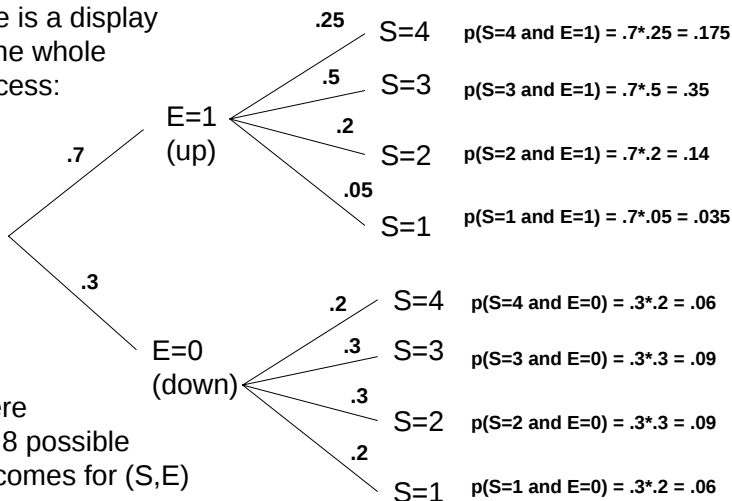 is a display
whole
.25
S=4 p(S=4 and E=1) = .7*.25 = .175
.5
S=3 p(S=3 and E=1) = .7*.5 = .35
E=1
(up)
.2
S=2 p(S=2 and E=1) = .7*.2 = .14
.7
.05
S=1 p(S=1 and E=1) = .7*.05 = .035
.3
.2
S=4 p(S=4 and E=0) = .3*.2 = .06
E=0
(down)
.3
S=3 p(S=3 and E=0) = .3*.3 = .09
.3
S=2 p(S=2 and E=0) = .3*.3 = .09
8 possible
for (S,E)
.2
S=1 p(S=1 and E=0) = .3*.2 = .06